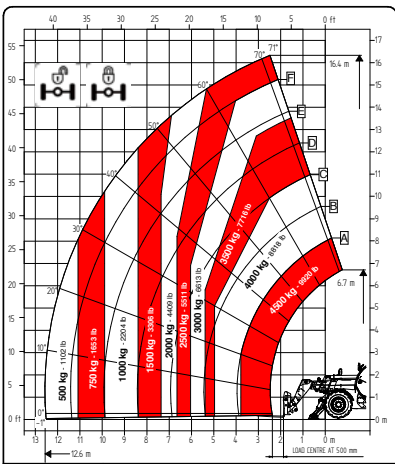 40 35 30 25 20 15 10 5 0 ft
55
50
45
40
35
30
25
20
15
10
5
0 ft
17
16
15
14
13
12
11
10
9
8
7
6
5
4
3
2
1
0 m
16.4 m
6.7 m
71°
70°
60°
50°
40°
30°
20°
10°
0°
-1°
F
E
D
C
B
A
500 kg - 1102 lb
750 kg - 1653 lb
1000 kg - 2204 lb
1500 kg - 3306 lb
2000 kg - 4409 lb
2500 kg - 5511 lb
3000 kg - 6613 lb
3500 kg - 7716 lb
4000 kg - 8818 lb
4500 kg - 9920 lb
13 12 11 10 9 8 7 6 5 4 3 2 1 0 m
12.6 m
LOAD CENTRE AT 500 mm